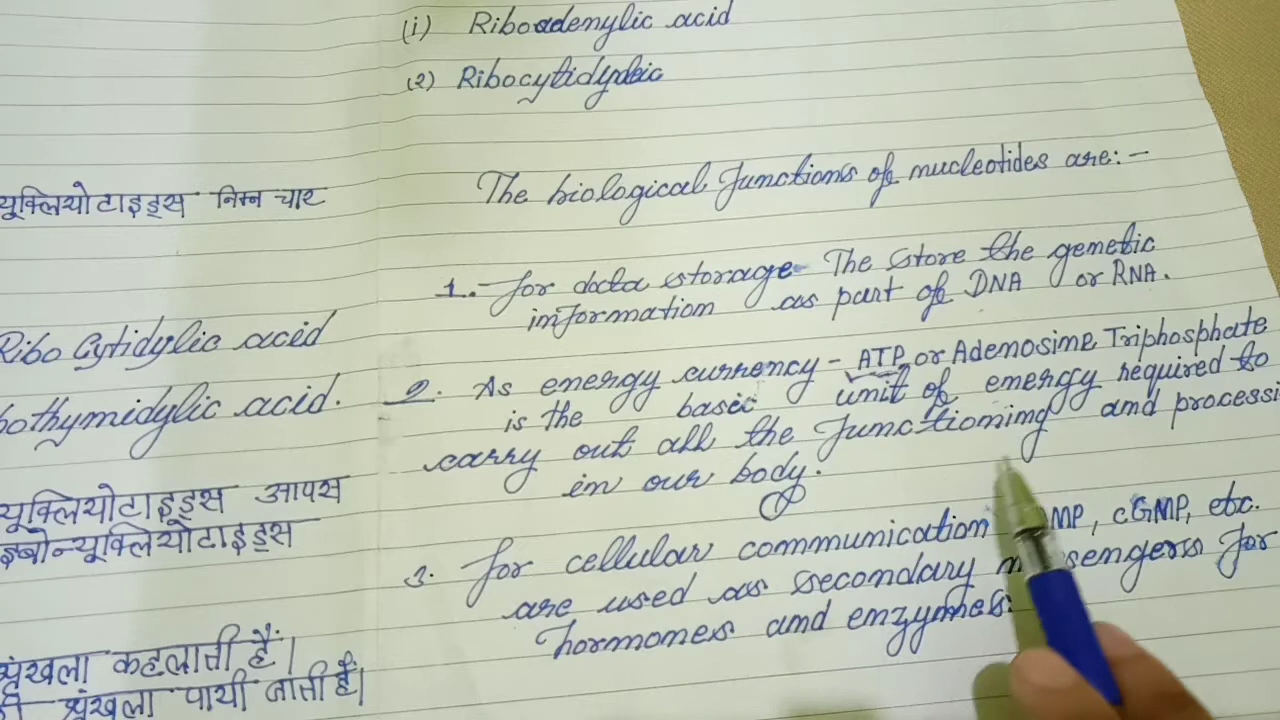 (i) Riboadenylic acid
(2) Ribocytidydeic
The biological functions of nucleotides are:-
1.- for data storage- The store the genetic
information as part of DNA or RNA.
2. As energy currency - ATP or Adenosine Triphosphate
is the basic unit of energy required to
carry out all the functioning and processi
in our body.
3. for cellular communication MP, cGMP, etc.
are used as secondary messengers for
hormones and enzymes.
यूक्लियोटाइड्स निम्न चार
Ribo Cytidylic acid
bothymidylic acid.
यूक्लियोटाइड्स आपस
इबोन्यूक्लियोटाइड्स
शृंखला कहलाती है।
शृंखला पायी जाती है।